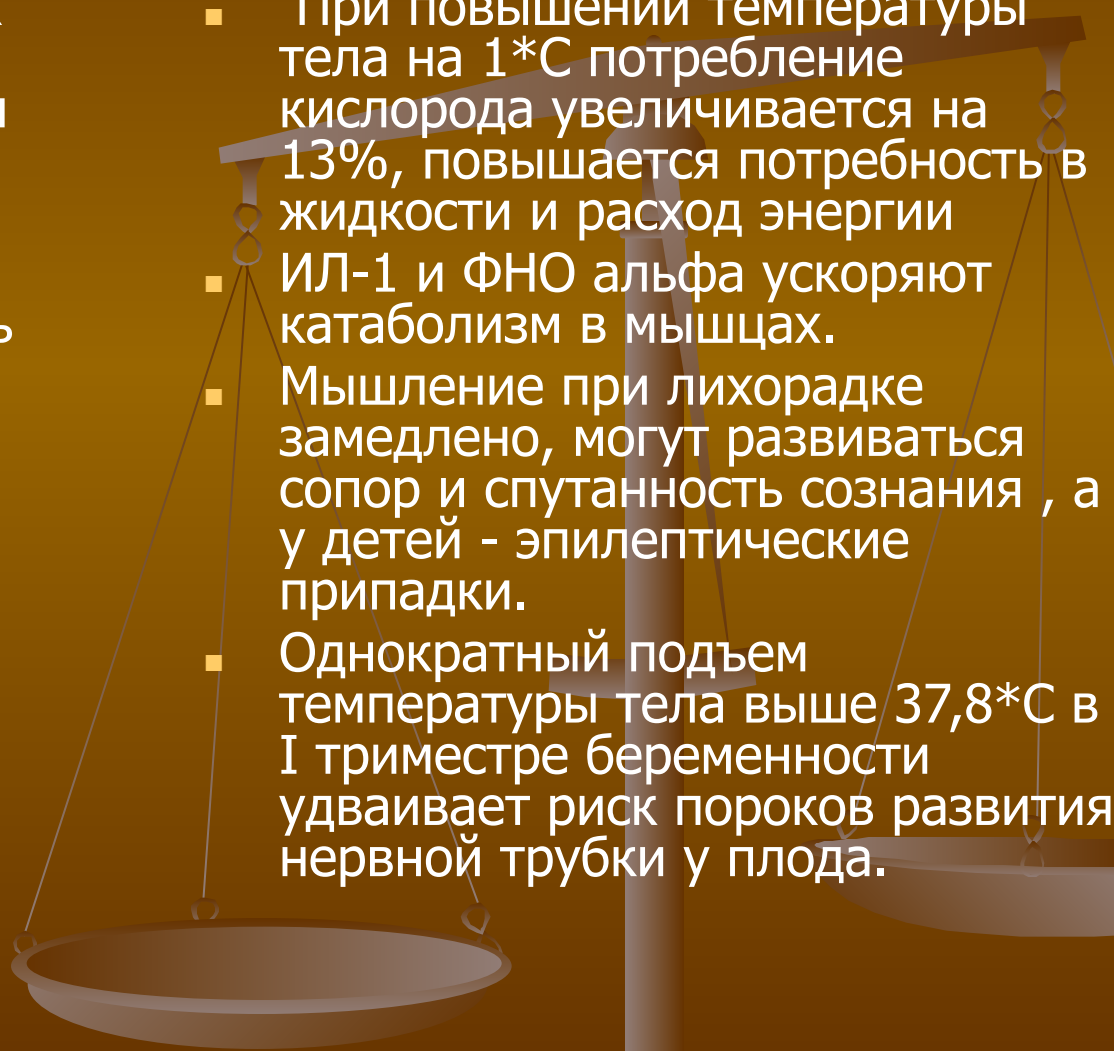 При повышении температуры
тела на 1*С потребление
кислорода увеличивается на
13%, повышается потребность в
жидкости и расход энергии
ИЛ-1 и ФНО альфа ускоряют
катаболизм в мышцах.
Мышление при лихорадке
замедлено, могут развиваться
сопор и спутанность сознания , а
у детей - эпилептические
припадки.
Однократный подъем
температуры тела выше 37,8*С в
I триместре беременности
удваивает риск пороков развития
нервной трубки у плода.